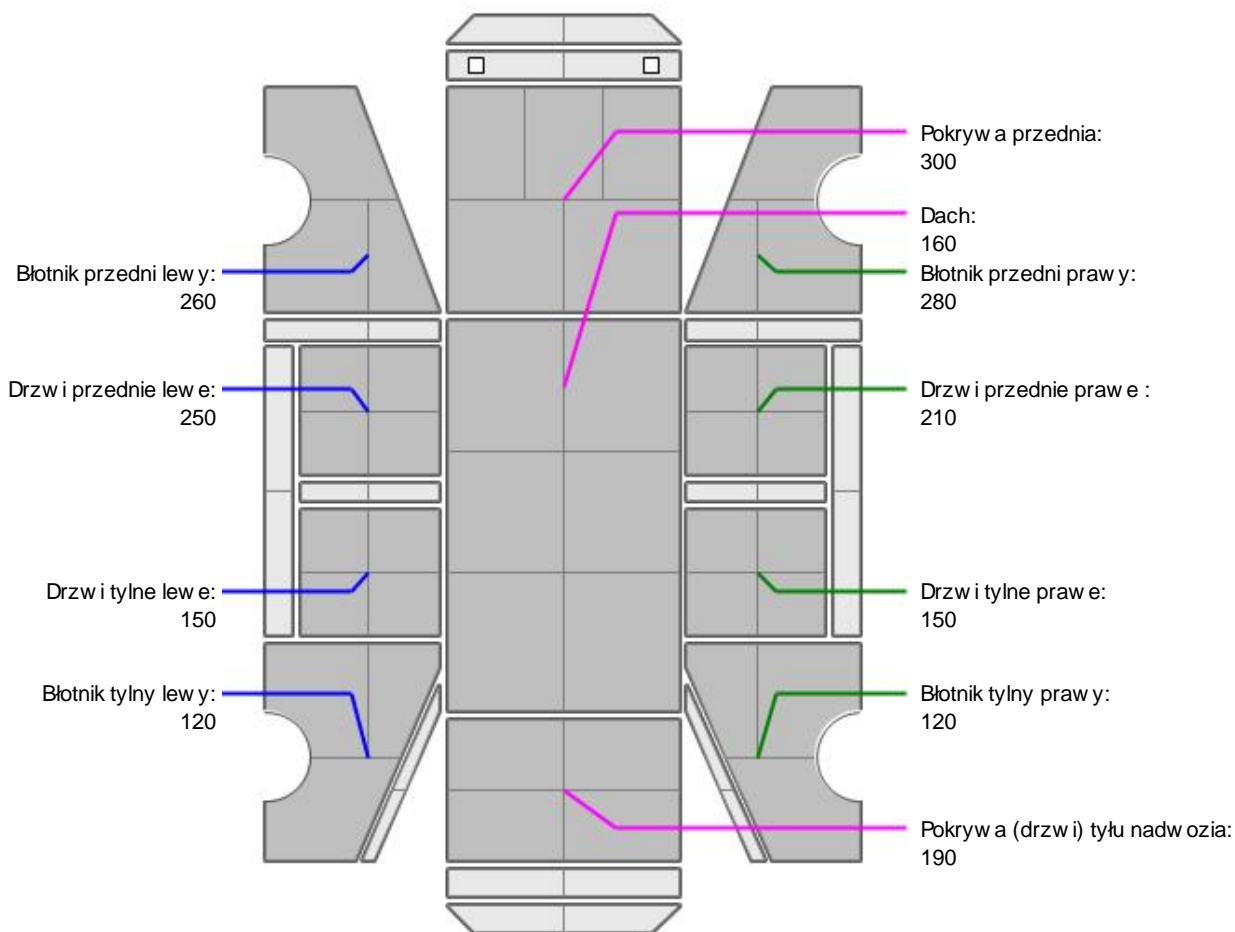 Pokrywa przednia:
300
Dach:
160
Błotnik przedni lewy:
260
Błotnik przedni prawy:
280
Drzwi przednie lewe:
250
Drzwi przednie prawe :
210
Drzwi tylne lewe:
150
Drzwi tylne prawe:
150
Błotnik tylny lewy:
120
Błotnik tylny prawy:
120
Pokrywa (drzwi) tyłu nadwozia:
190